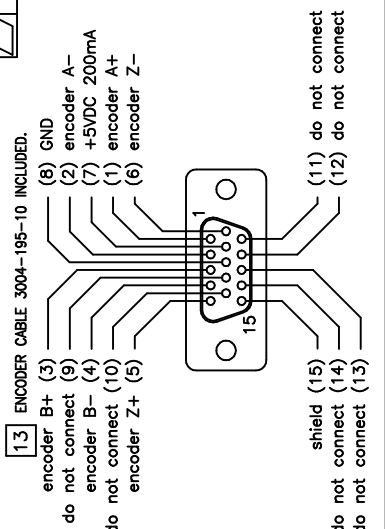 13 ENCODER CABLE 3004-195-10 INCLUDED.
encoder B+ (3)
do not connect (9)
encoder B- (4)
do not connect (10)
encoder Z+ (5)
(8) GND
(2) encoder A-
(7) +5VDC 200mA
(1) encoder A+
(6) encoder Z-
1
15
shield (15)
do not connect (14)
do not connect (13)
(11) do not connect
(12) do not connect